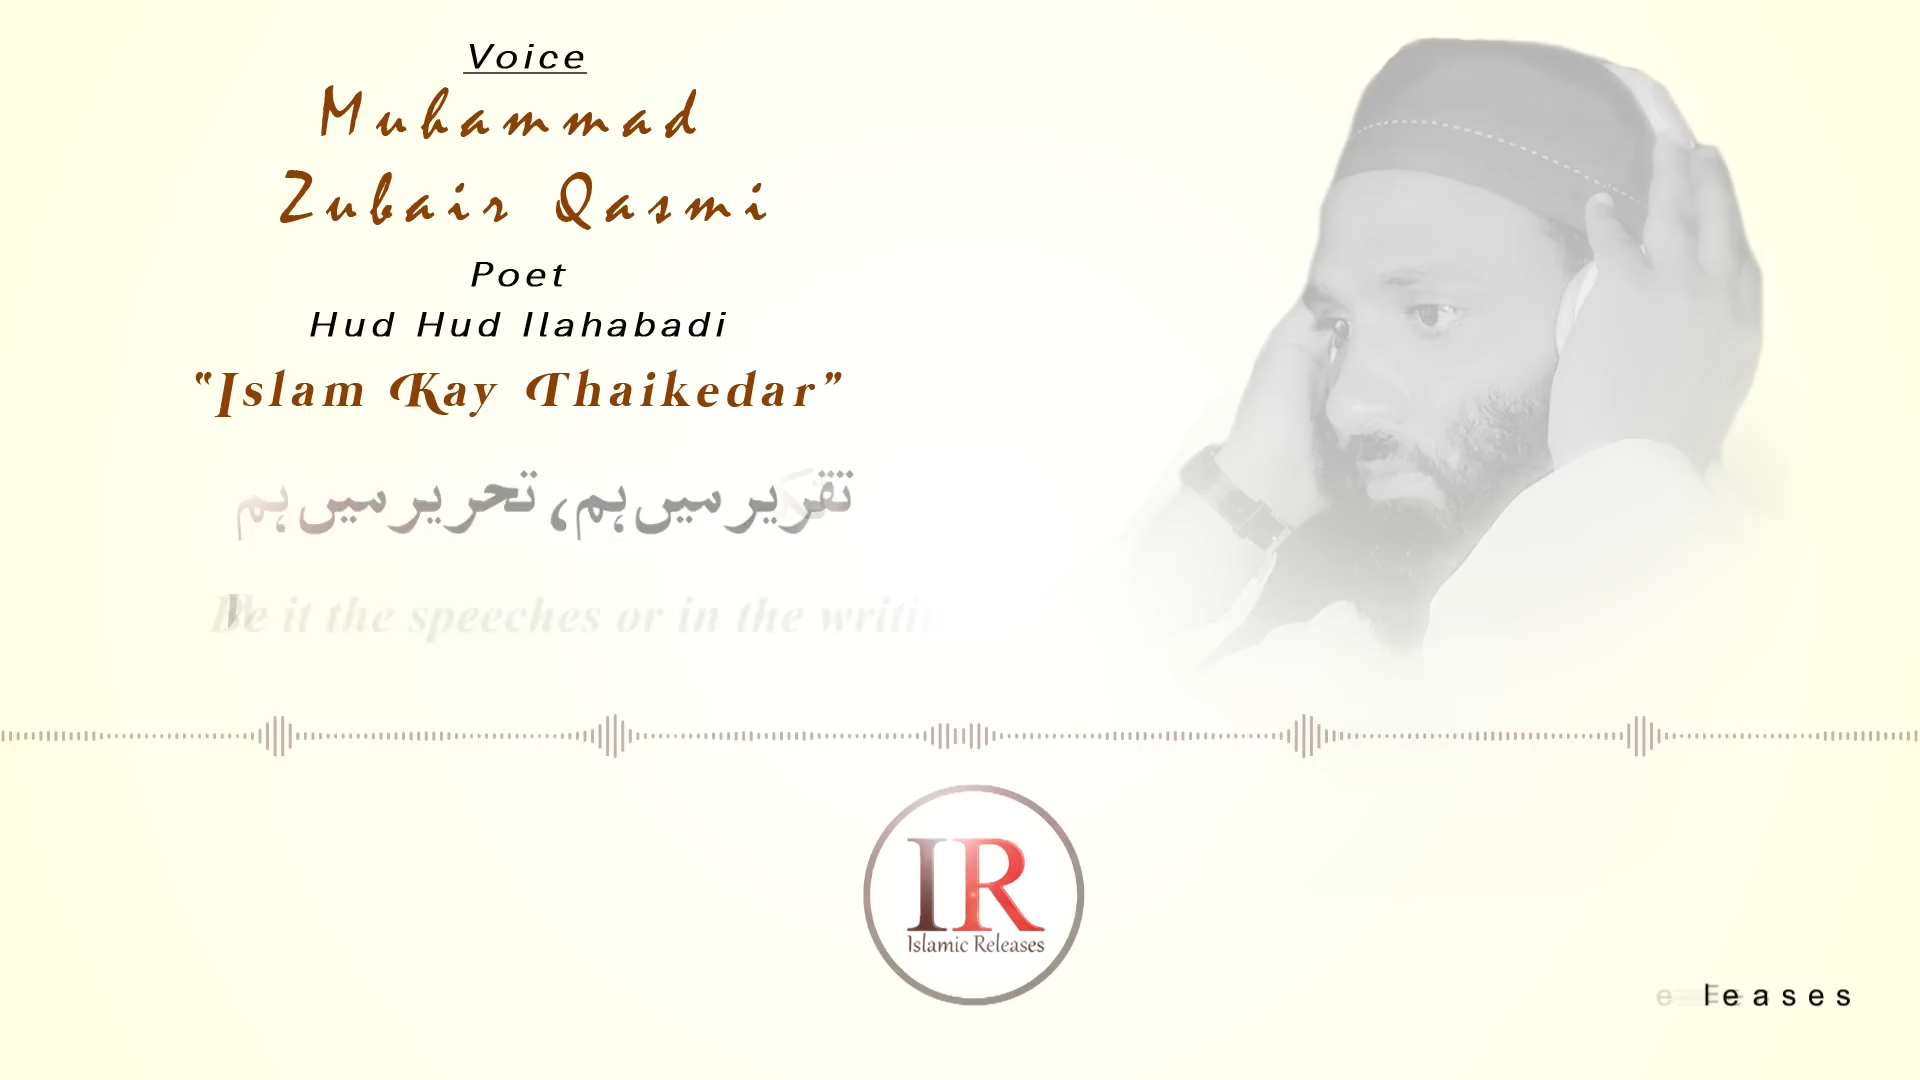 Voice
Muhammad
Zubair Qasmi
Poet
Hud Hud Ilahabadi
“Islam Kay Thaikedar”
تقریر میں ہم، تحریر میں ہم
Be it the speeches or in the
IR
Islamic Releases
leases